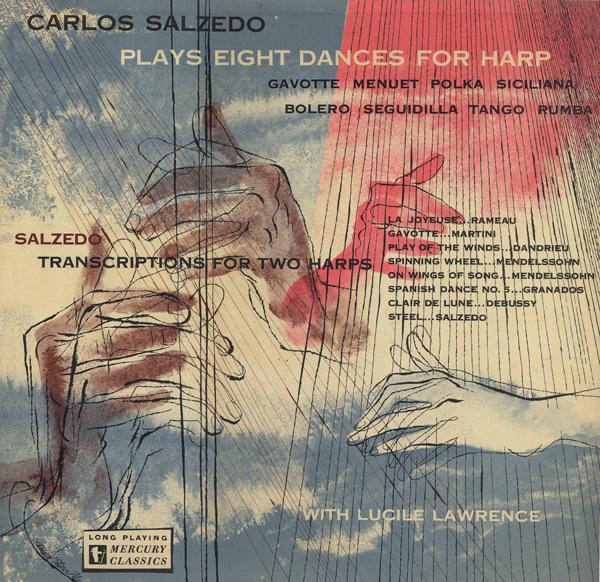 CARLOS SALZEDO
PLAYS EIGHT DANCES FOR HARP
GAVOTTE MENUET POLKA SICILIANA
BOLERO SEGUIDILLA TANGO RUMBA
LA JOYEUSE...RAMEAU
GAVOTTE...MARTINI
PLAY OF THE WINDS...DANDRIEU
SPINNING WHEEL...MENDELSSOHN
ON WINGS OF SONG...MENDELSSOHN
SPANISH DANCE NO. 5...GRANADOS
CLAIR DE LUNE...DEBUSSY
STEEL...SALZEDO
SALZEDO
TRANSCRIPTIONS FOR TWO HARPS
WITH LUCILE LAWRENCE
LONG PLAYING
MERCURY
CLASSICS